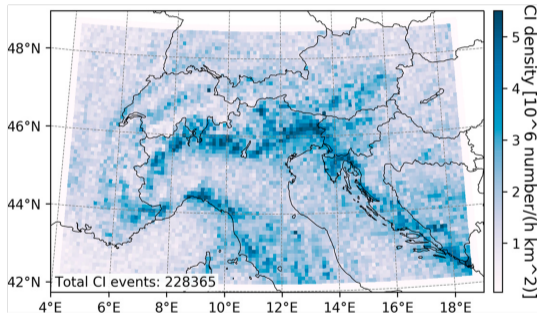 48°N
46°N
44°N
42°N
Total CI events: 228365
4°E 6°E 8°E 10°E 12°E 14°E 16°E 18°E
5
4
3
2
1
CI density [10^6 number/(h km^2)]